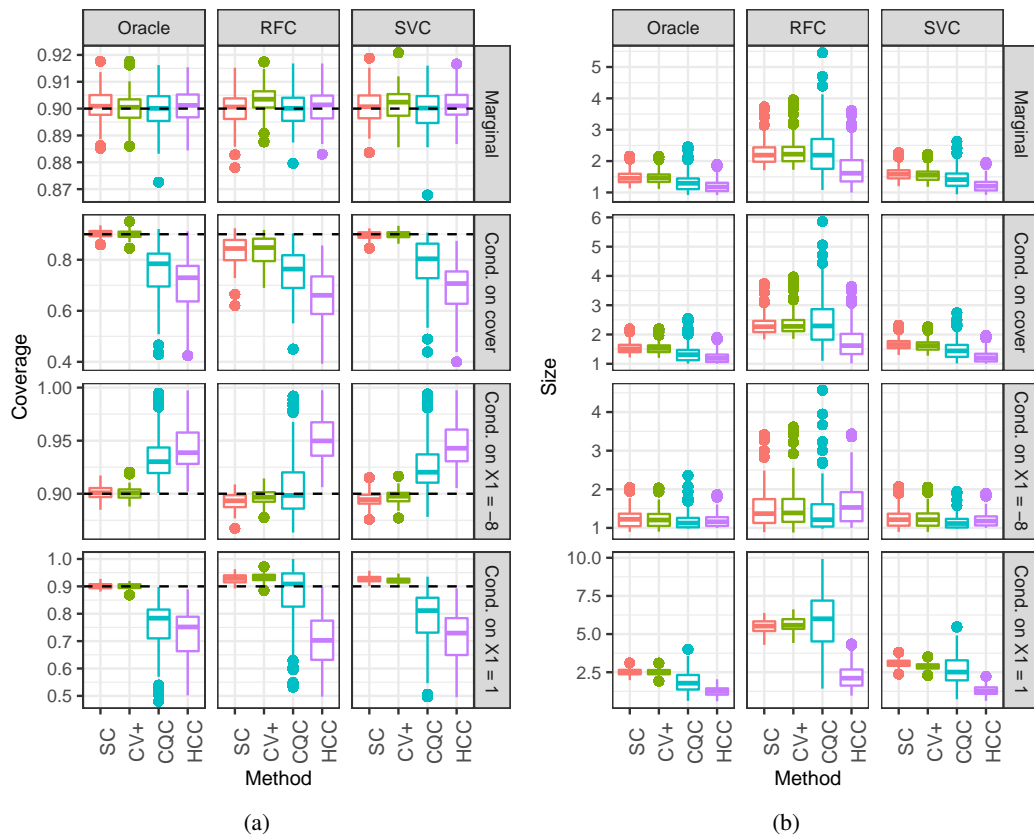 Oracle RFC SVC
0.92
0.91
0.90
0.89
0.88
0.87
Marginal
0.8
0.6
0.4
Cond. on cover
1.00
0.95
0.90
Cond. on X1 = −8
1.0
0.9
0.8
0.7
0.6
0.5
Cond. on X1 = 1
Coverage
SC CV+ CQC HCC SC CV+ CQC HCC SC CV+ CQC HCC
Method
(a)
Oracle RFC SVC
5
4
3
2
1
Marginal
6
5
4
3
2
1
Cond. on cover
4
3
2
1
Cond. on X1 = −8
10.0
7.5
5.0
2.5
Cond. on X1 = 1
Size
SC CV+ CQC HCC SC CV+ CQC HCC SC CV+ CQC HCC
Method
(b)